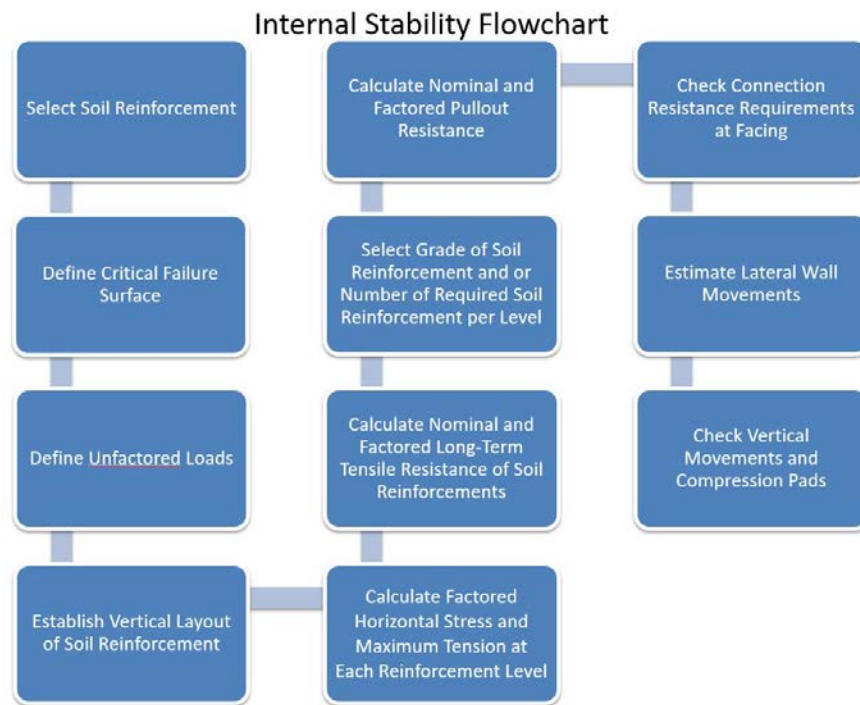 Internal Stability Flowchart
Select Soil Reinforcement
Define Critical Failure
Surface
Define Unfactored Loads
Establish Vertical Layout
of Soil Reinforcement
Calculate Factored
Horizontal Stress and
Maximum Tension at
Each Reinforcement Level
Calculate Nominal and
Factored Long-Term
Tensile Resistance of Soil
Reinforcements
Select Grade of Soil
Reinforcement and or
Number of Required Soil
Reinforcement per Level
Calculate Nominal and
Factored Pullout
Resistance
Check Connection
Resistance Requirements
at Facing
Estimate Lateral Wall
Movements
Check Vertical
Movements and
Compression Pads